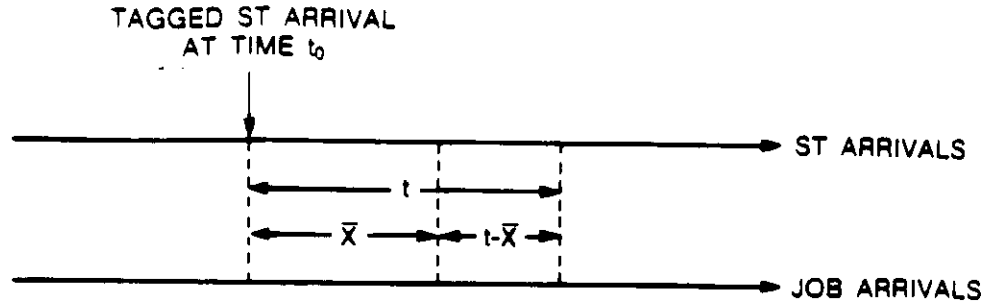 TAGGED ST ARRIVAL
AT TIME t₀
ST ARRIVALS
t
X̅
t-X̅
JOB ARRIVALS